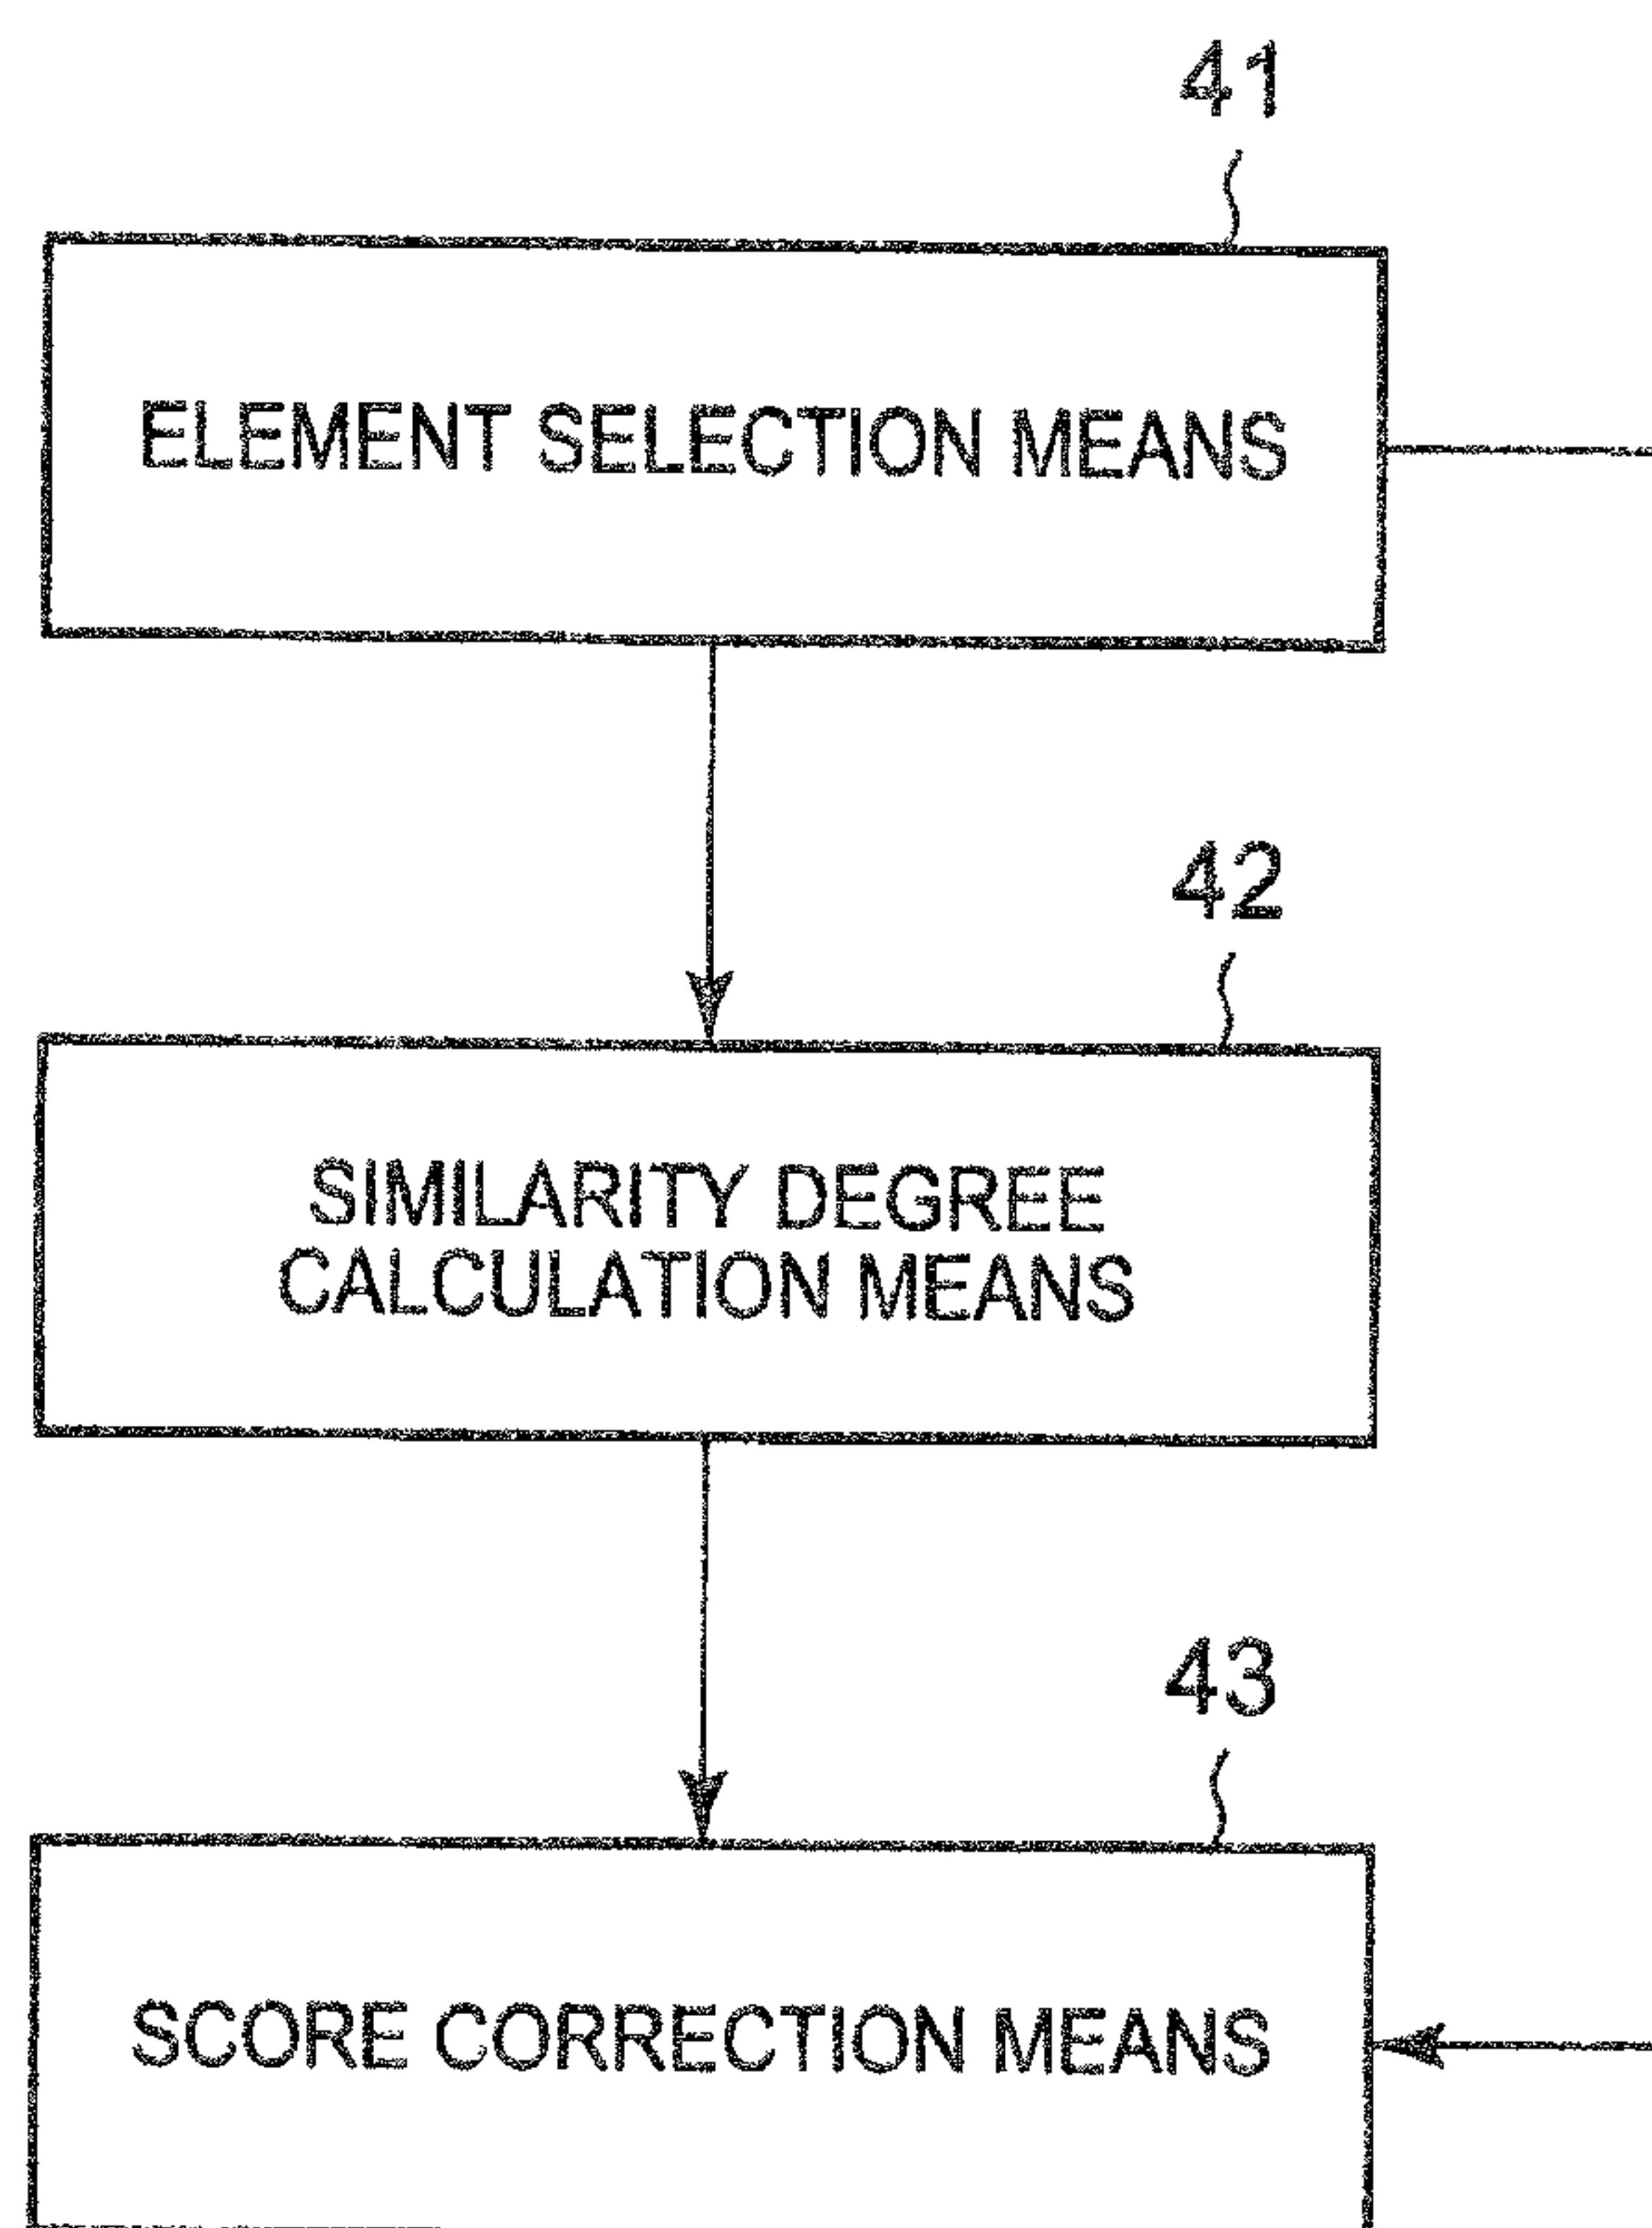 41
ELEMENT SELECTION MEANS
42
SIMILARITY DEGREE
CALCULATION MEANS
43
SCORE CORRECTION MEANS